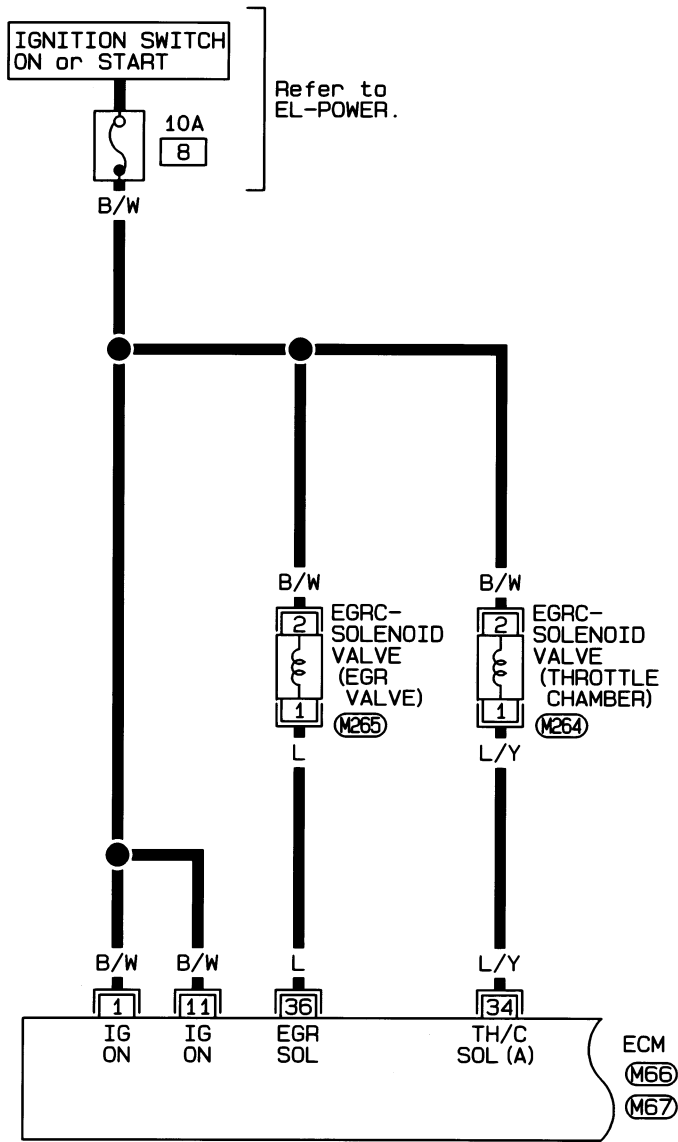 IGNITION SWITCH
ON or START
Refer to
EL-POWER.
10A
8
B/W
B/W
B/W
2
EGRC-
SOLENOID
VALVE
(EGR
VALVE)
1
M265
2
EGRC-
SOLENOID
VALVE
(THROTTLE
CHAMBER)
1
M264
L
L/Y
B/W
B/W
L
L/Y
1
11
36
34
IG
ON
IG
ON
EGR
SOL
TH/C
SOL (A)
ECM
M66
M67